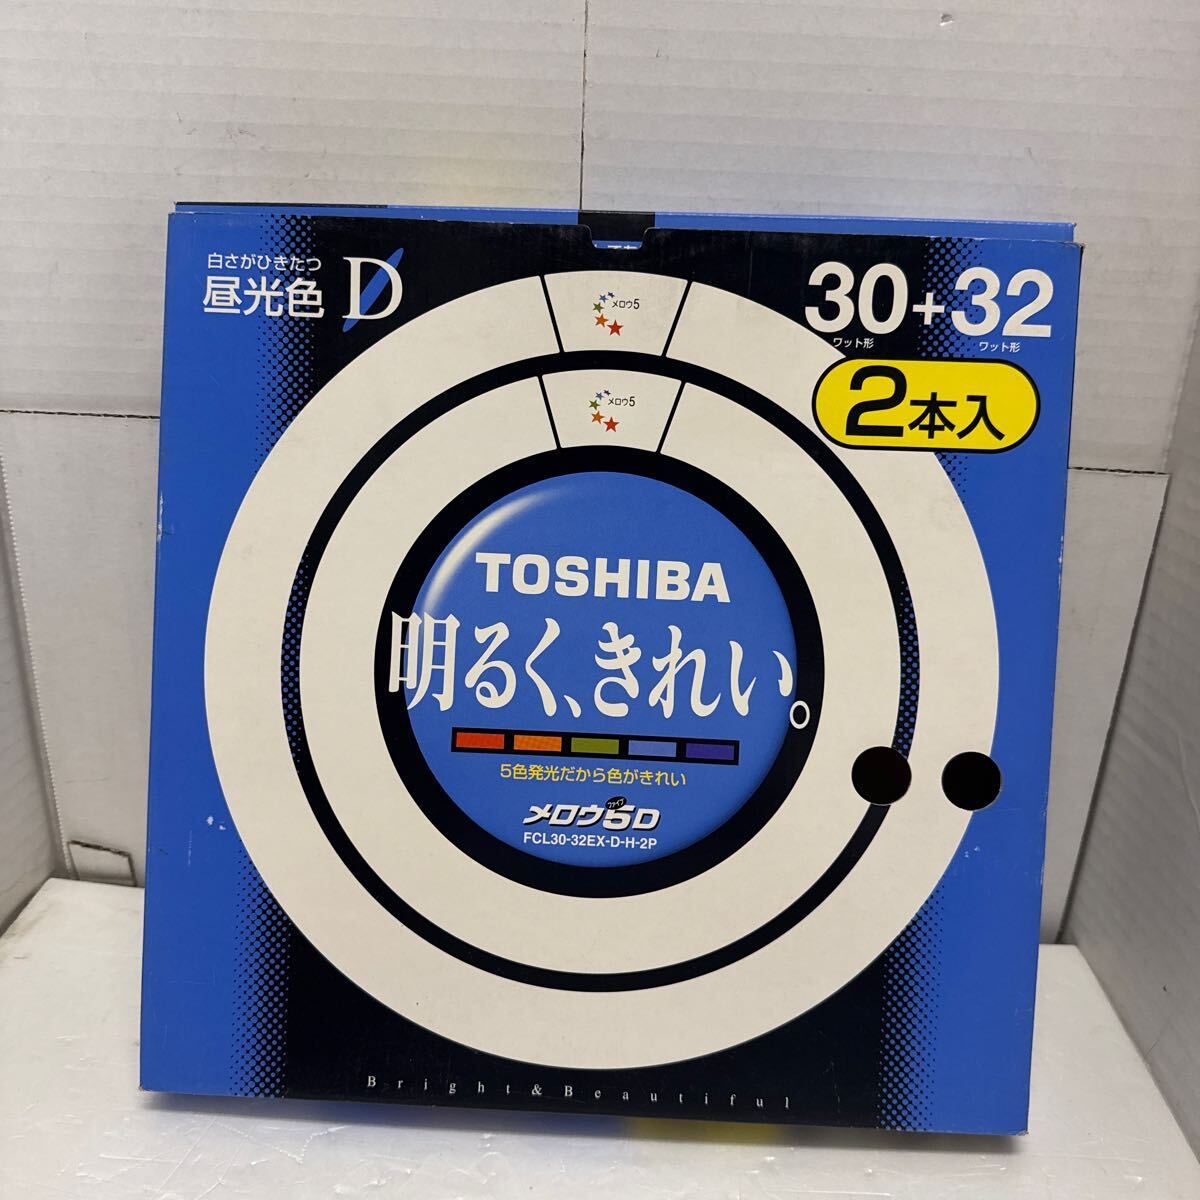 白さがひきたつ
昼光色 D
30+32
ワット形 ワット形
2本入
メロウ5
メロウ5
TOSHIBA
明るく、きれい。
5色発光だから色がきれい
メロウ5D
ファイブ
FCL30-32EX-D-H-2P
Bright&Beautiful